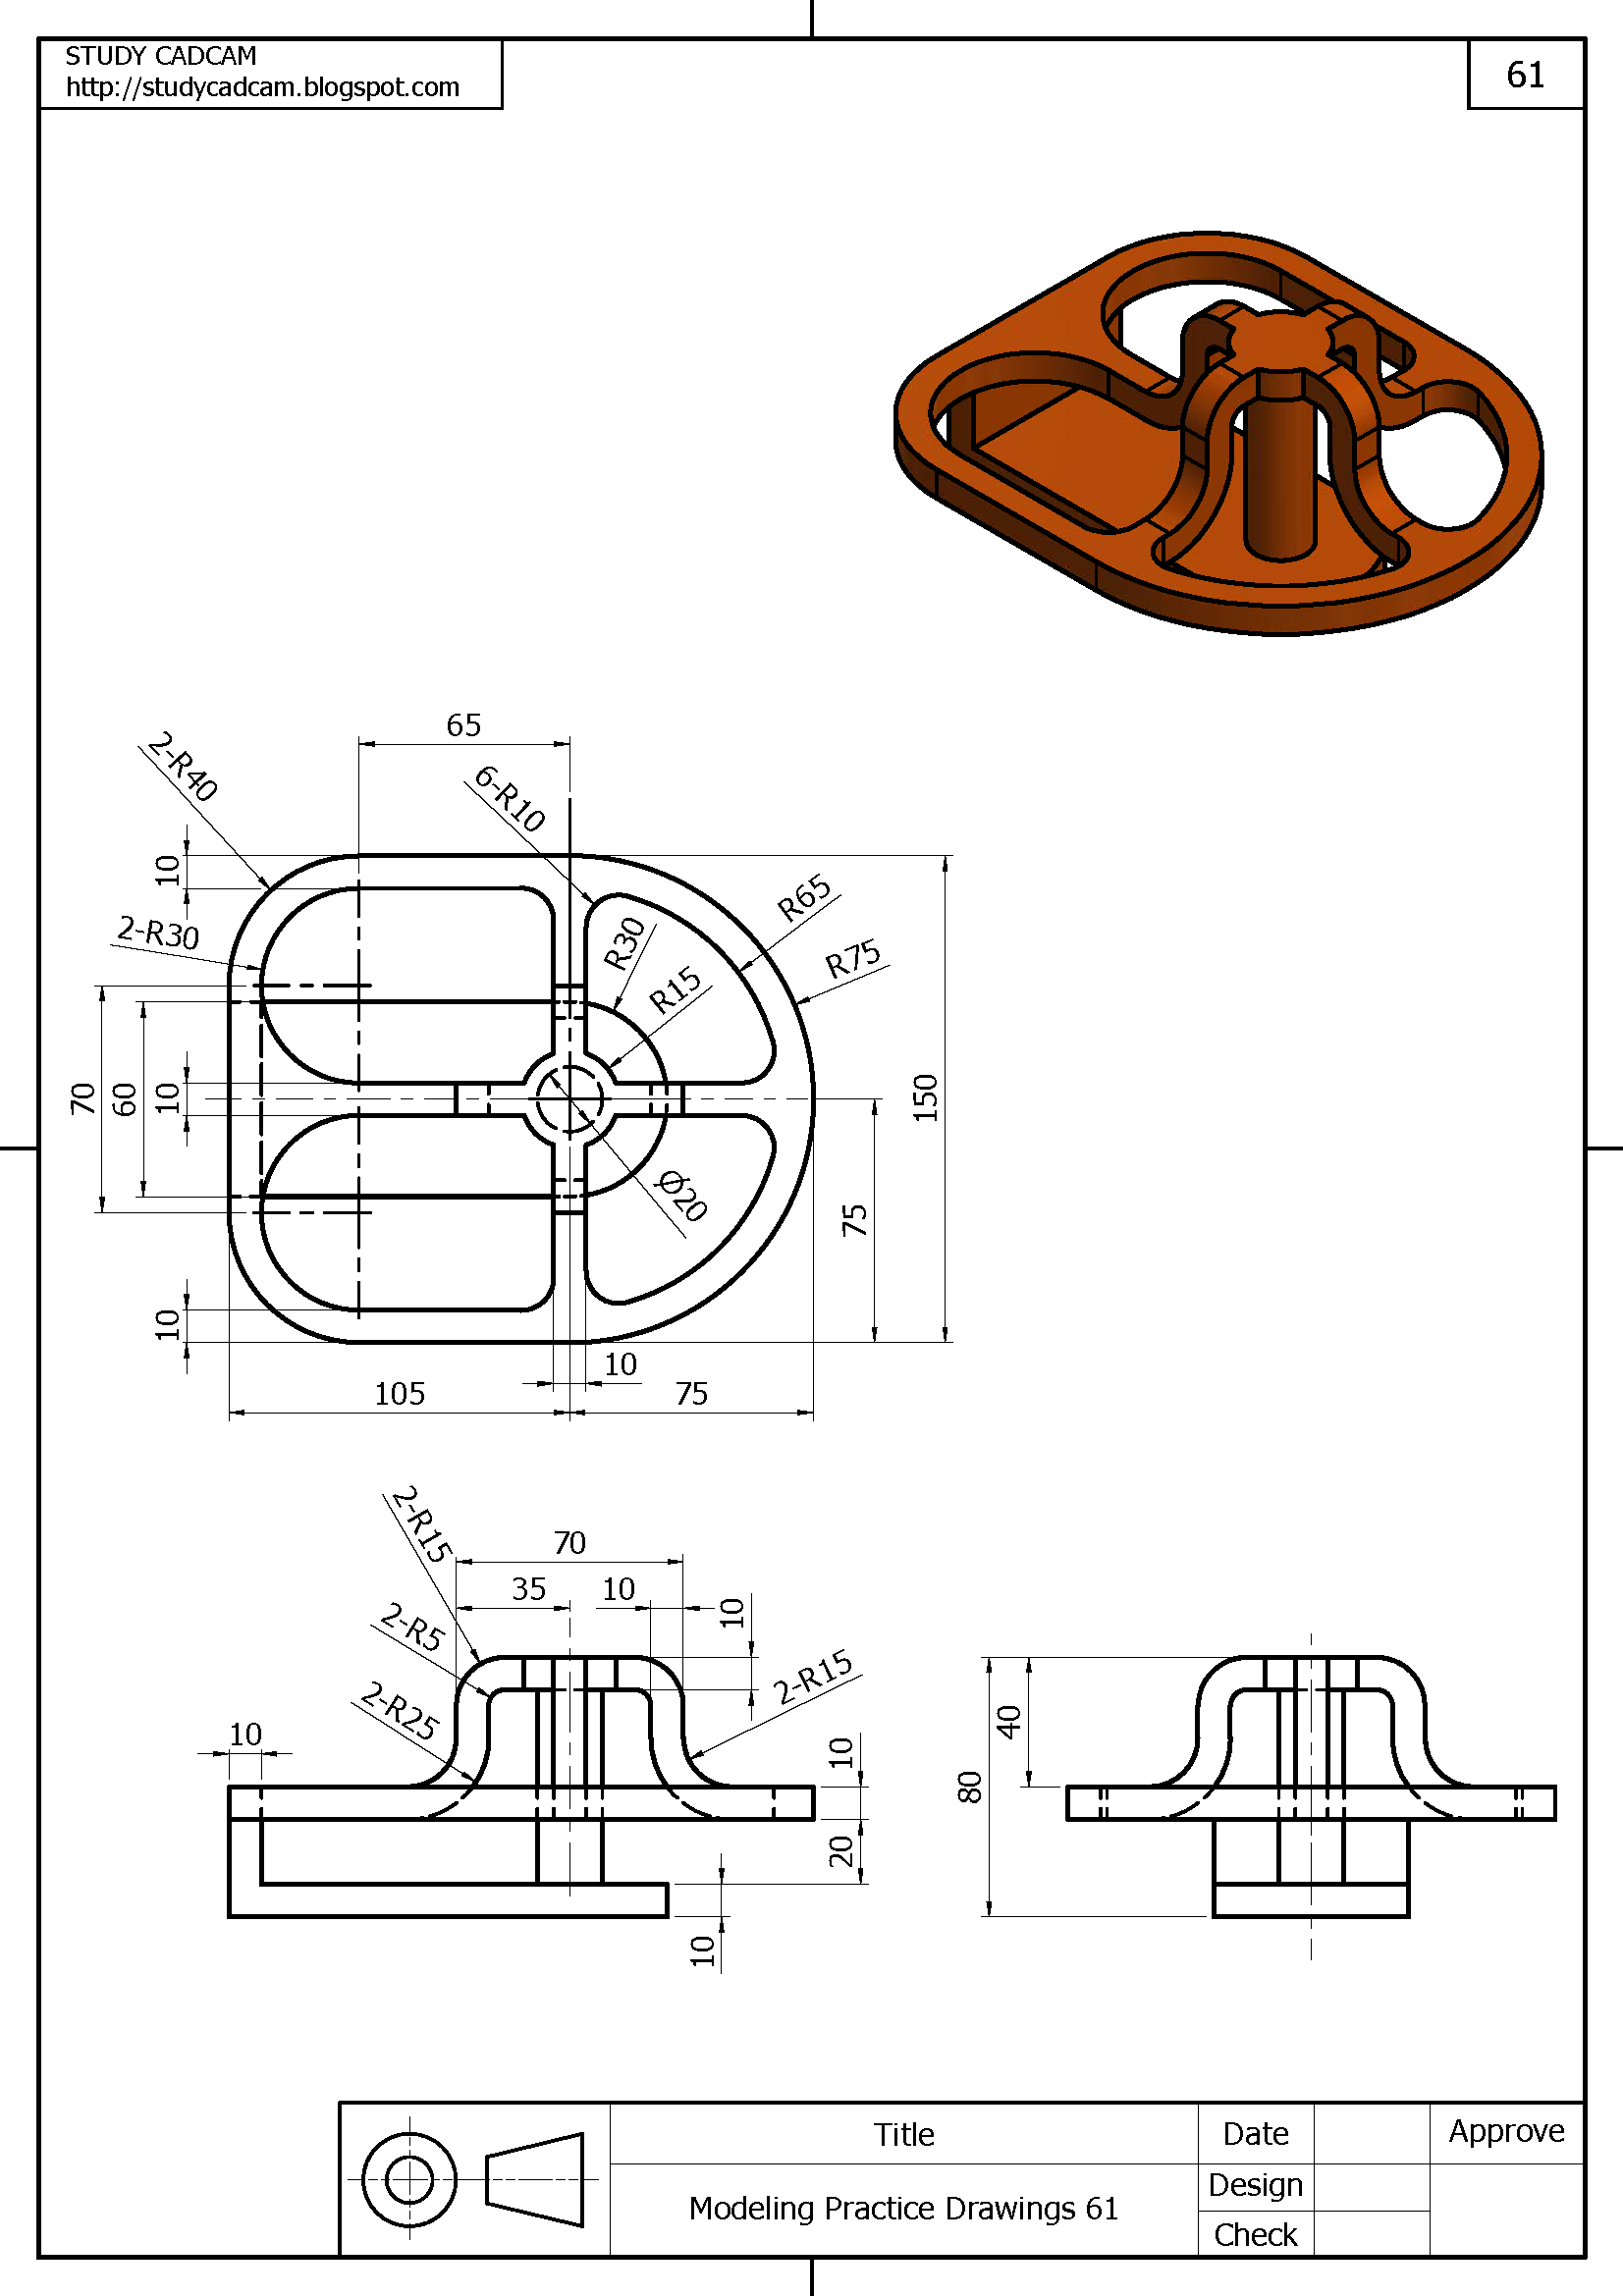 STUDY CADCAM
http://studycadcam.blogspot.com
61
65
2-R40
6-R10
10
R65
2-R30
R30
R75
R15
70
60
10
150
Ø20
75
10
10
105
75
2-R15
70
35
10
10
2-R5
2-R15
2-R25
10
10
40
80
20
10
Title
Date
Approve
Modeling Practice Drawings 61
Design
Check